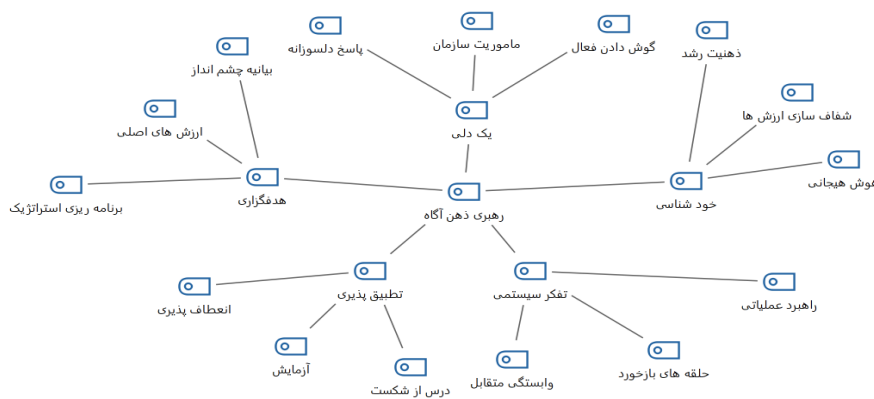 پاسخ دلسوزانه
ماموریت سازمان
گوش دادن فعال
ذهنیت رشد
بیانیه چشم انداز
شفاف سازی ارزش ها
ارزش های اصلی
یک دلی
هوش هیجانی
برنامه ریزی استراتژیک
هدفگزاری
رهبری ذهن آگاه
خود شناسی
انعطاف پذیری
تطبیق پذیری
تفکر سیستمی
راهبرد عملیاتی
آزمایش
درس از شکست
وابستگی متقابل
حلقه های بازخورد